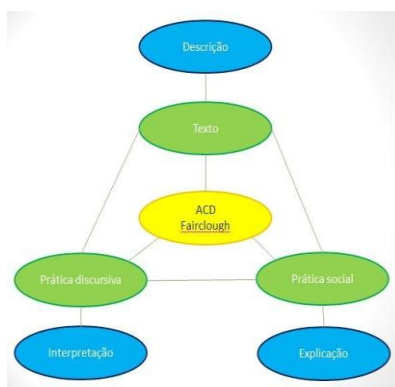 Descrição
Texto
ACD
Fairclough
Prática discursiva
Prática social
Interpretação
Explicação